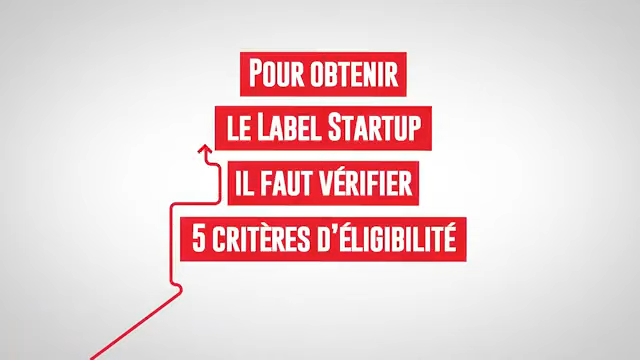 Pour obtenir
le Label Startup
il faut vérifier
5 critères d'éligibilité